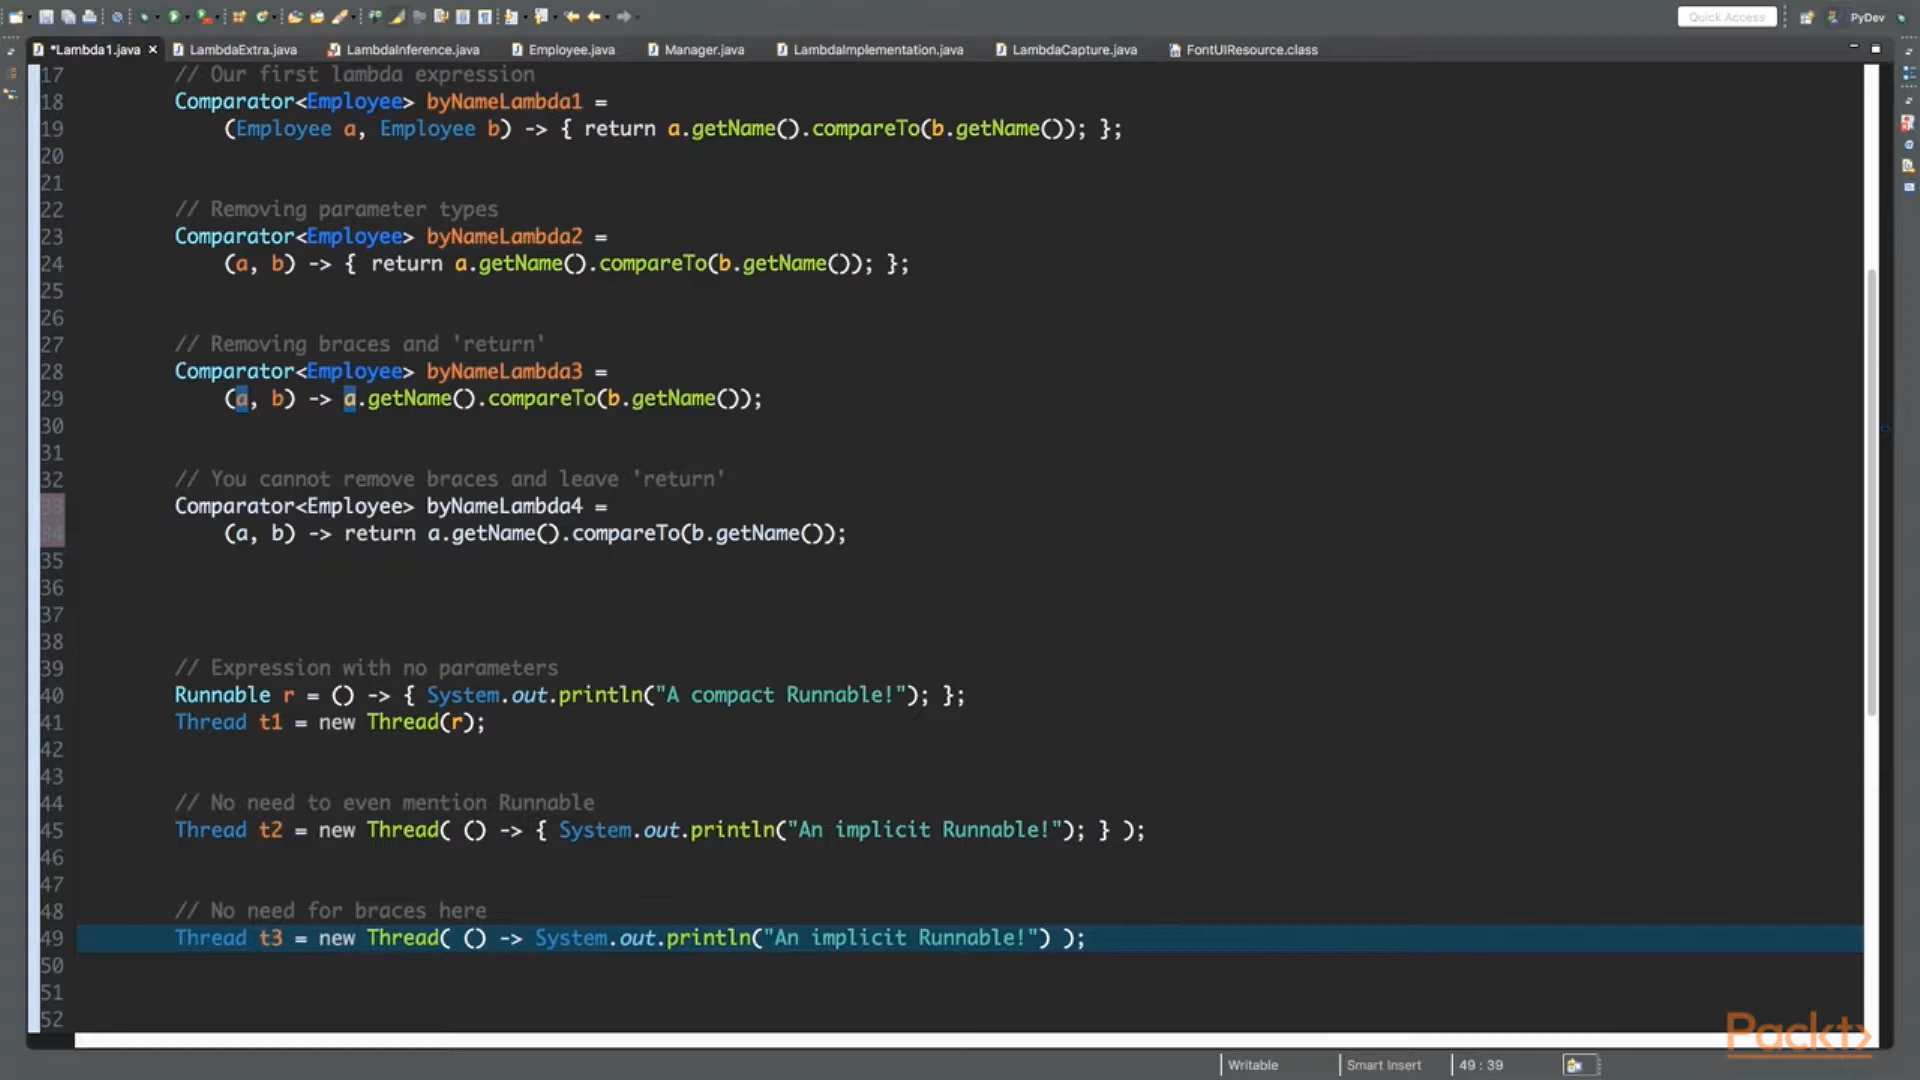 Quick Access
PyDev
*Lambda1.java
LambdaExtra.java
LambdaInference.java
Employee.java
Manager.java
LambdaImplementation.java
LambdaCapture.java
FontUIResource.class
17 // Our first lambda expression
18 Comparator<Employee> byNameLambda1 =
19 (Employee a, Employee b) -> { return a.getName().compareTo(b.getName()); };
20
21
22 // Removing parameter types
23 Comparator<Employee> byNameLambda2 =
24 (a, b) -> { return a.getName().compareTo(b.getName()); };
25
26
27 // Removing braces and 'return'
28 Comparator<Employee> byNameLambda3 =
29 (a, b) -> a.getName().compareTo(b.getName());
30
31
32 // You cannot remove braces and leave 'return'
33 Comparator<Employee> byNameLambda4 =
34 (a, b) -> return a.getName().compareTo(b.getName());
35
36
37
38
39 // Expression with no parameters
40 Runnable r = () -> { System.out.println("A compact Runnable!"); };
41 Thread t1 = new Thread(r);
42
43
44 // No need to even mention Runnable
45 Thread t2 = new Thread( () -> { System.out.println("An implicit Runnable!"); } );
46
47
48 // No need for braces here
49 Thread t3 = new Thread( () -> System.out.println("An implicit Runnable!") );
50
51
52
Packt>
Writable
Smart Insert
49 : 39